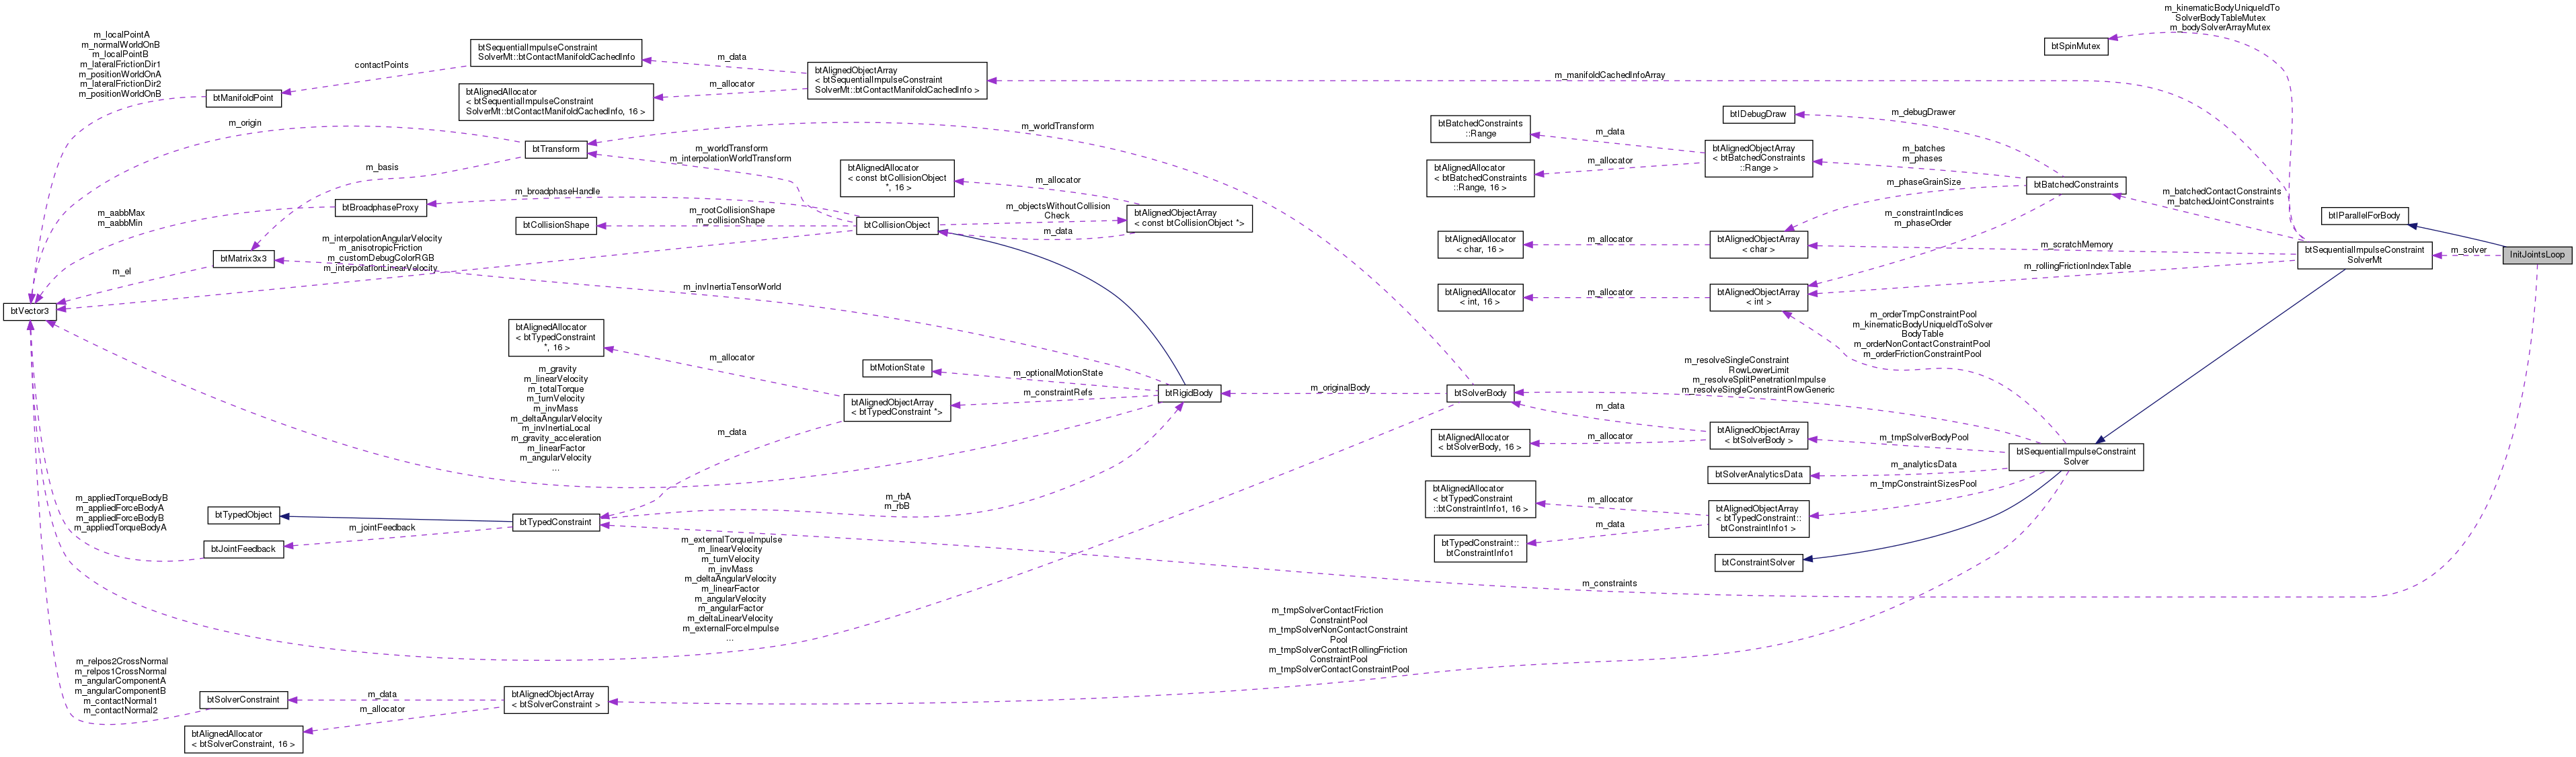 m_localPointA
m_normalWorldOnB
m_localPointB
m_lateralFrictionDir1
m_positionWorldOnA
m_lateralFrictionDir2
m_positionWorldOnB
btSequentialImpulseConstraint
SolverMt::btContactManifoldCachedInfo
contactPoints
m_data
m_allocator
btAlignedObjectArray
< btSequentialImpulseConstraint
SolverMt::btContactManifoldCachedInfo >
btAlignedAllocator
< btSequentialImpulseConstraint
SolverMt::btContactManifoldCachedInfo, 16 >
btManifoldPoint
m_manifoldCachedInfoArray
m_kinematicBodyUniqueIdTo
SolverBodyTableMutex
m_bodySolverArrayMutex
btSpinMutex
m_origin
btTransform
m_basis
m_worldTransform
m_worldTransform
m_interpolationWorldTransform
btAlignedAllocator
< const btCollisionObject
*, 16 >
m_allocator
m_broadphaseHandle
btBroadphaseProxy
m_aabbMax
m_aabbMin
btCollisionShape
m_rootCollisionShape
m_collisionShape
btCollisionObject
m_objectsWithoutCollision
Check
m_data
btAlignedObjectArray
< const btCollisionObject *>
m_interpolationAngularVelocity
m_anisotropicFriction
m_customDebugColorRGB
m_interpolationLinearVelocity
btMatrix3x3
m_el
m_invInertiaTensorWorld
btVector3
btBatchedConstraints
::Range
m_data
m_allocator
btAlignedAllocator
< btBatchedConstraints
::Range, 16 >
btIDebugDraw
m_debugDrawer
btAlignedObjectArray
< btBatchedConstraints
::Range >
m_batches
m_phases
m_phaseGrainSize
btBatchedConstraints
m_constraintIndices
m_phaseOrder
m_batchedContactConstraints
m_batchedJointConstraints
btIParallelForBody
btAlignedAllocator
< char, 16 >
m_allocator
btAlignedObjectArray
< char >
m_scratchMemory
m_rollingFrictionIndexTable
btSequentialImpulseConstraint
SolverMt
m_solver
InitJointsLoop
btAlignedAllocator
< int, 16 >
m_allocator
btAlignedObjectArray
< int >
m_orderTmpConstraintPool
m_kinematicBodyUniqueIdToSolver
BodyTable
m_orderNonContactConstraintPool
m_orderFrictionConstraintPool
btAlignedAllocator
< btTypedConstraint
*, 16 >
m_allocator
btMotionState
m_optionalMotionState
m_constraintRefs
btAlignedObjectArray
< btTypedConstraint *>
m_data
btRigidBody
m_originalBody
btSolverBody
m_gravity
m_linearVelocity
m_totalTorque
m_turnVelocity
m_invMass
m_deltaAngularVelocity
m_invInertiaLocal
m_gravity_acceleration
m_linearFactor
m_angularVelocity
...
m_resolveSingleConstraint
RowLowerLimit
m_resolveSplitPenetrationImpulse
m_resolveSingleConstraintRowGeneric
m_data
m_allocator
btAlignedAllocator
< btSolverBody, 16 >
btAlignedObjectArray
< btSolverBody >
m_tmpSolverBodyPool
btSequentialImpulseConstraint
Solver
btSolverAnalyticsData
m_analyticsData
m_tmpConstraintSizesPool
btAlignedAllocator
< btTypedConstraint
::btConstraintInfo1, 16 >
m_allocator
btAlignedObjectArray
< btTypedConstraint::
btConstraintInfo1 >
m_data
btTypedConstraint::
btConstraintInfo1
btConstraintSolver
m_rbA
m_rbB
m_appliedTorqueBodyB
m_appliedForceBodyA
m_appliedForceBodyB
m_appliedTorqueBodyA
btTypedObject
btJointFeedback
m_jointFeedback
btTypedConstraint
m_constraints
m_externalTorqueImpulse
m_linearVelocity
m_turnVelocity
m_invMass
m_deltaAngularVelocity
m_linearFactor
m_angularVelocity
m_angularFactor
m_deltaLinearVelocity
m_externalForceImpulse
...
m_tmpSolverContactFriction
ConstraintPool
m_tmpSolverNonContactConstraint
Pool
m_tmpSolverContactRollingFriction
ConstraintPool
m_tmpSolverContactConstraintPool
m_relpos2CrossNormal
m_relpos1CrossNormal
m_angularComponentA
m_angularComponentB
m_contactNormal1
m_contactNormal2
btSolverConstraint
m_data
m_allocator
btAlignedObjectArray
< btSolverConstraint >
btAlignedAllocator
< btSolverConstraint, 16 >